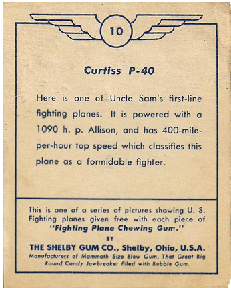 10
Curtiss P-40
Here is one of Uncle Sam's first-line
fighting planes. It is powered with a
1090 h. p. Allison, and has 400-mile-
per-hour top speed which classifies this
plane as a formidable fighter.
This is one of a series of pictures showing U. S.
Fighting planes given free with each piece of
"Fighting Plane Chewing Gum."
BY
THE SHELBY GUM CO., Shelby, Ohio, U.S.A.
Manufacturers of Mammoth Size Blow Gum. That Great Big
Round Candy Jawbreaker Filled with Bubble Gum.